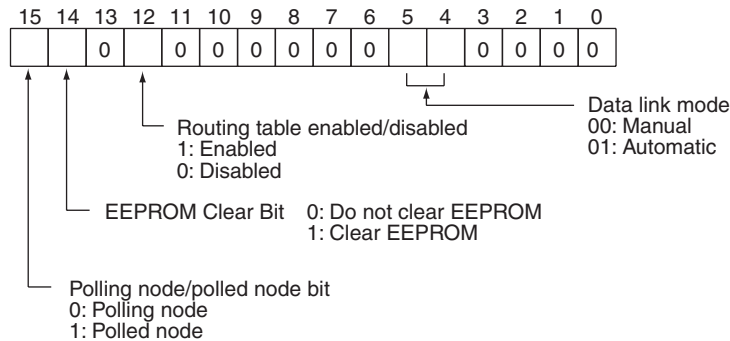 15 14 13 12 11 10 9 8 7 6 5 4 3 2 1 0
0 0 0 0 0 0 0 0 0 0 0
Data link mode
00: Manual
01: Automatic
Routing table enabled/disabled
1: Enabled
0: Disabled
EEPROM Clear Bit 0: Do not clear EEPROM
1: Clear EEPROM
Polling node/polled node bit
0: Polling node
1: Polled node